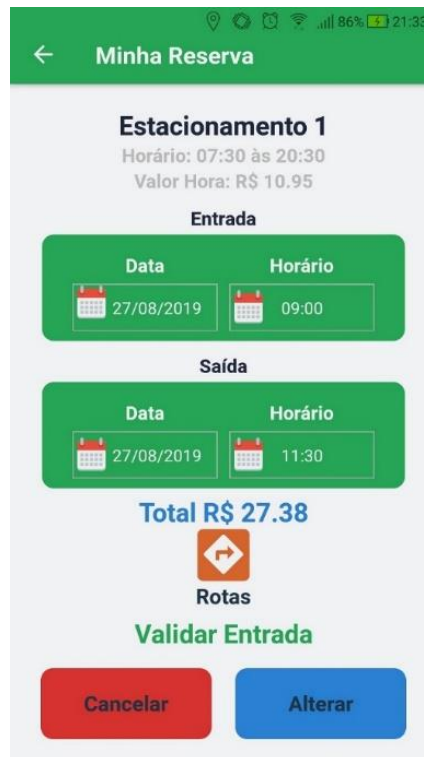 86% 21:33
Minha Reserva
Estacionamento 1
Horário: 07:30 às 20:30
Valor Hora: R$ 10.95
Entrada
Data Horário
27/08/2019 09:00
Saída
Data Horário
27/08/2019 11:30
Total R$ 27.38
Rotas
Validar Entrada
Cancelar Alterar